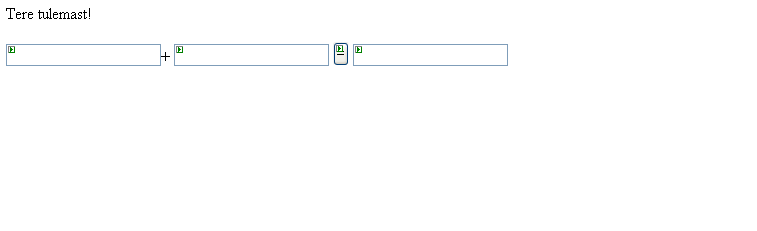 Tere tulemast!
+ =